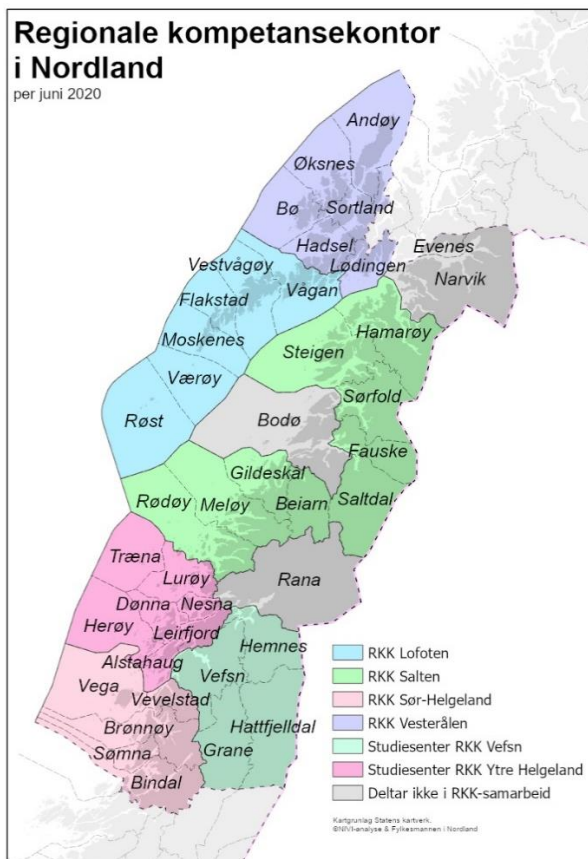 Regionale kompetansekontor
i Nordland
per juni 2020
Andøy
Øksnes
Bø
Sortland
Hadsel
Evenes
Lødingen
Narvik
Vestvågøy
Vågan
Flakstad
Hamarøy
Moskenes
Steigen
Værøy
Sørfold
Røst
Bodø
Fauske
Gildeskål
Rødøy
Meløy
Beiarn
Saltdal
Træna
Lurøy
Rana
Dønna
Nesna
Herøy
Leirfjord
Hemnes
Alstahaug
Vefsn
Vega
Vevelstad
Brønnøy
Hattfjelldal
Sømna
Grane
Bindal
RKK Lofoten
RKK Salten
RKK Sør-Helgeland
RKK Vesterålen
Studiesenter RKK Vefsn
Studiesenter RKK Ytre Helgeland
Deltar ikke i RKK-samarbeid
Kartgrunlag Statens kartverk.
©NIVI-analyse & Fylkesmannen i Nordland